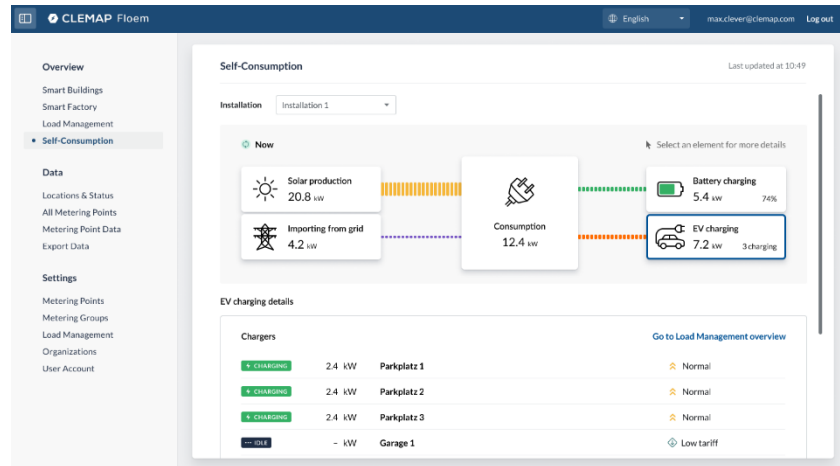 CLEMAP Floem
English
max.clever@clemap.com
Log out
Overview
Smart Buildings
Smart Factory
Load Management
Self-Consumption
Data
Locations & Status
All Metering Points
Metering Point Data
Export Data
Settings
Metering Points
Metering Groups
Load Management
Organizations
User Account
Self-Consumption
Last updated at 10:49
Installation
Installation 1
Now
Select an element for more details
Solar production
20.8 kW
Importing from grid
4.2 kW
Consumption
12.4 kW
Battery charging
5.4 kW 74%
EV charging
7.2 kW 3 charging
EV charging details
Chargers
Go to Load Management overview
CHARGING 2.4 kW Parkplatz 1 Normal
CHARGING 2.4 kW Parkplatz 2 Normal
CHARGING 2.4 kW Parkplatz 3 Normal
IDLE – kW Garage 1 Low tariff